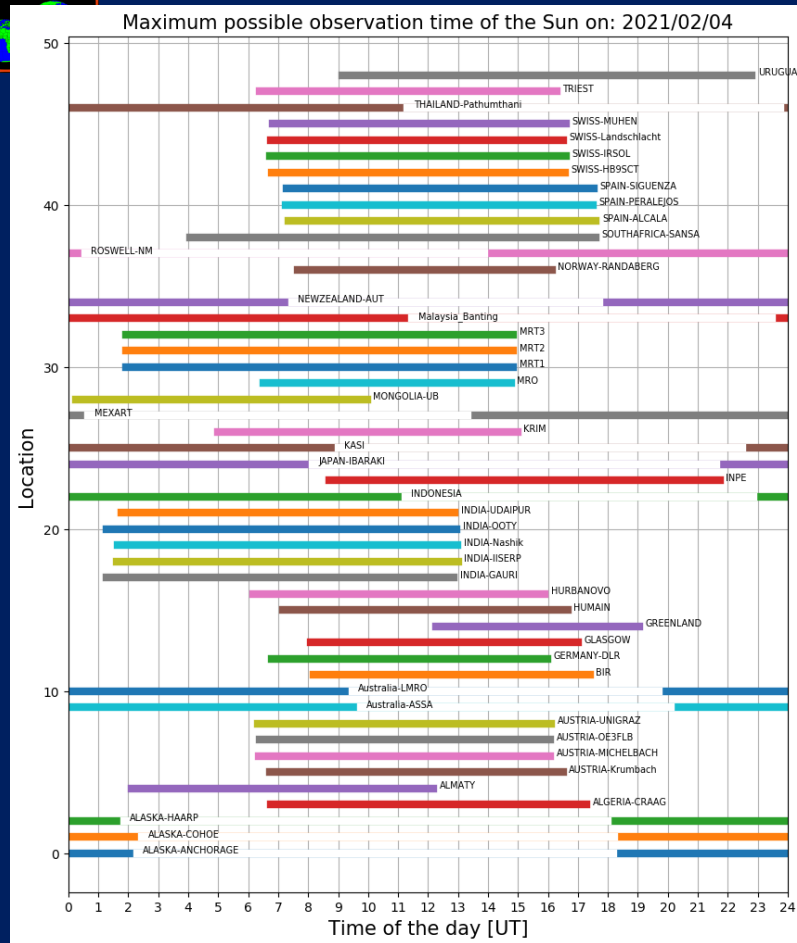 Maximum possible observation time of the Sun on: 2021/02/04
50
URUGUA
TRIEST
THAILAND-Pathumthani
SWISS-MUHEN
SWISS-Landschlacht
SWISS-IRSOL
SWISS-HB9SCT
SPAIN-SIGUENZA
40
SPAIN-PERALEJOS
SPAIN-ALCALA
SOUTHAFRICA-SANSA
ROSWELL-NM
NORWAY-RANDABERG
NEWZEALAND-AUT
Malaysia_Banting
MRT3
MRT2
30
MRT1
MRO
MONGOLIA-UB
MEXART
KRIM
KASI
JAPAN-IBARAKI
INPE
INDONESIA
INDIA-UDAIPUR
20
INDIA-OOTY
INDIA-Nashik
INDIA-IISERP
INDIA-GAURI
HURBANOVO
HUMAIN
GREENLAND
GLASGOW
GERMANY-DLR
BIR
10
Australia-LMRO
Australia-ASSA
AUSTRIA-UNIGRAZ
AUSTRIA-OE3FLB
AUSTRIA-MICHELBACH
AUSTRIA-Krumbach
ALMATY
ALGERIA-CRAAG
ALASKA-HAARP
ALASKA-COHOE
0
ALASKA-ANCHORAGE
Location
0 1 2 3 4 5 6 7 8 9 10 11 12 13 14 15 16 17 18 19 20 21 22 23 24
Time of the day [UT]